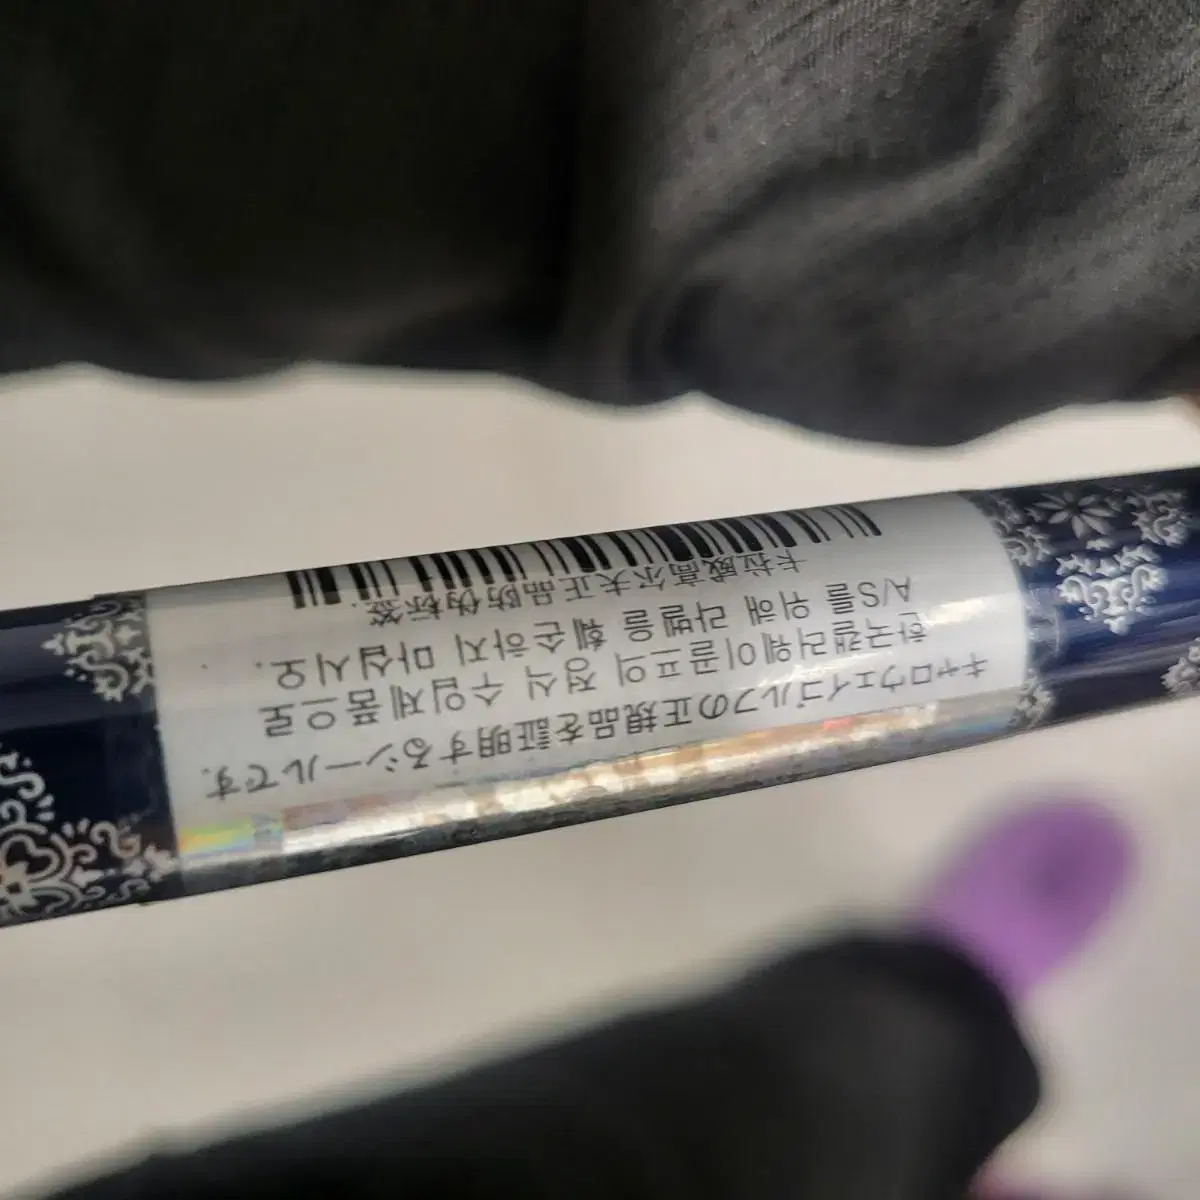 キャロウェイゴルフの正規品を証明するシールです.
한국캘러웨이골프의 정식 수입제품으로
A/S를 위해 라벨을 훼손하지 마십시오.
卡拉威高尔夫正品防伪标签.